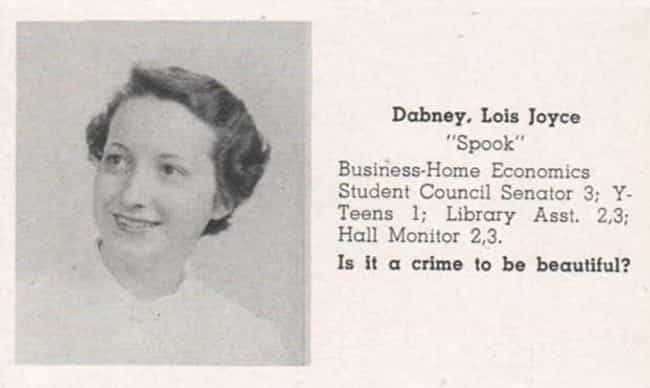 Dabney, Lois Joyce
"Spook"
Business-Home Economics
Student Council Senator 3; Y-
Teens 1; Library Asst. 2,3;
Hall Monitor 2,3.
Is it a crime to be beautiful?